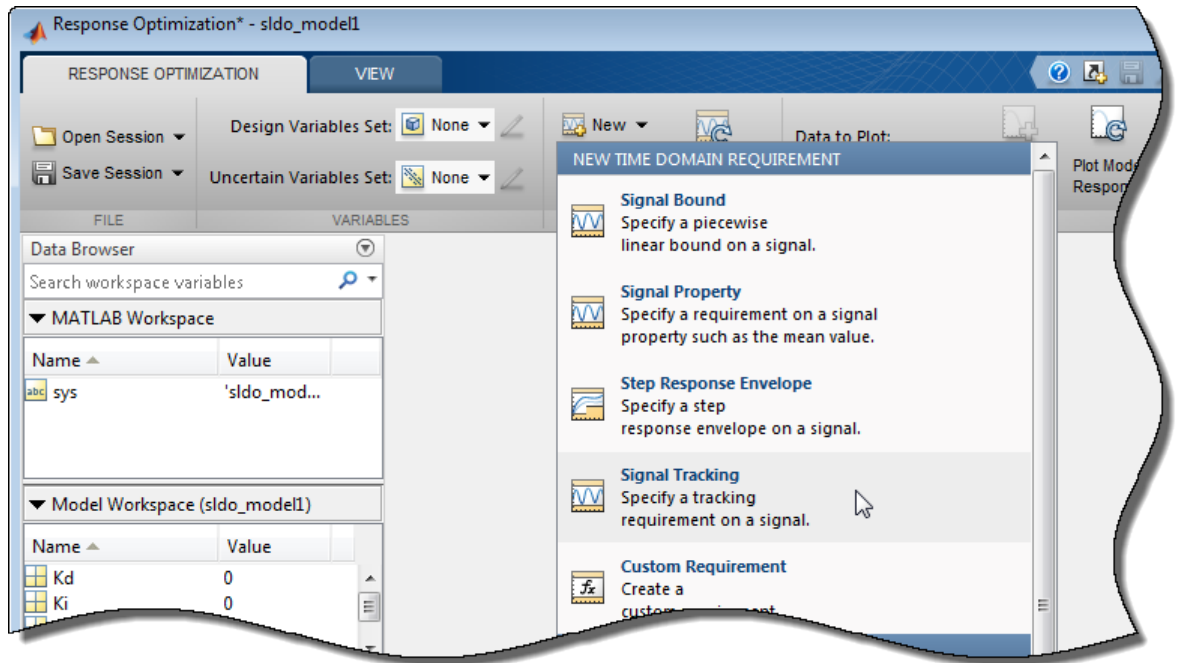 Response Optimization* - sldo_model1
RESPONSE OPTIMIZATION
VIEW
Open Session
Save Session
FILE
Design Variables Set: None
Uncertain Variables Set: None
VARIABLES
New
Data to Plot:
Plot
NEW TIME DOMAIN REQUIREMENT
Signal Bound
Specify a piecewise
linear bound on a signal.
Signal Property
Specify a requirement on a signal
property such as the mean value.
Step Response Envelope
Specify a step
response envelope on a signal.
Signal Tracking
Specify a tracking
requirement on a signal.
Custom Requirement
Create a
Data Browser
Search workspace variables
MATLAB Workspace
Name Value
abc sys 'sldo_mod...
Model Workspace (sldo_model1)
Name Value
Kd 0
Ki 0
fx